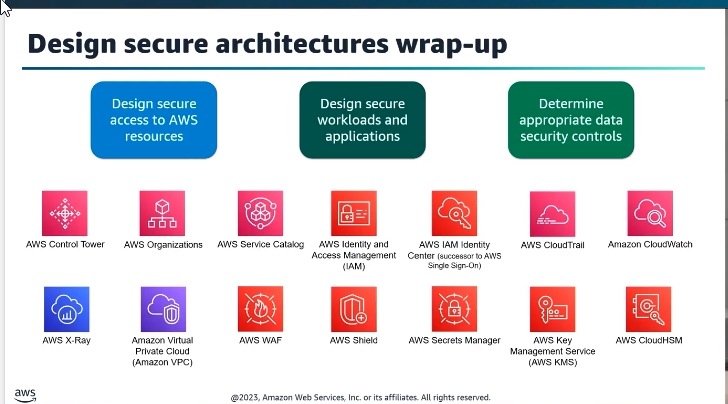 Design secure architectures wrap-up
Design secure
access to AWS
resources
Design secure
workloads and
applications
Determine
appropriate data
security controls
AWS Control Tower
AWS Organizations
AWS Service Catalog
AWS Identity and
Access Management
(IAM)
AWS IAM Identity
Center (successor to AWS
Single Sign-On)
AWS CloudTrail
Amazon CloudWatch
AWS X-Ray
Amazon Virtual
Private Cloud
(Amazon VPC)
AWS WAF
AWS Shield
AWS Secrets Manager
AWS Key
Management Service
(AWS KMS)
AWS CloudHSM
aws
@2023, Amazon Web Services, Inc. or its affiliates. All rights reserved.